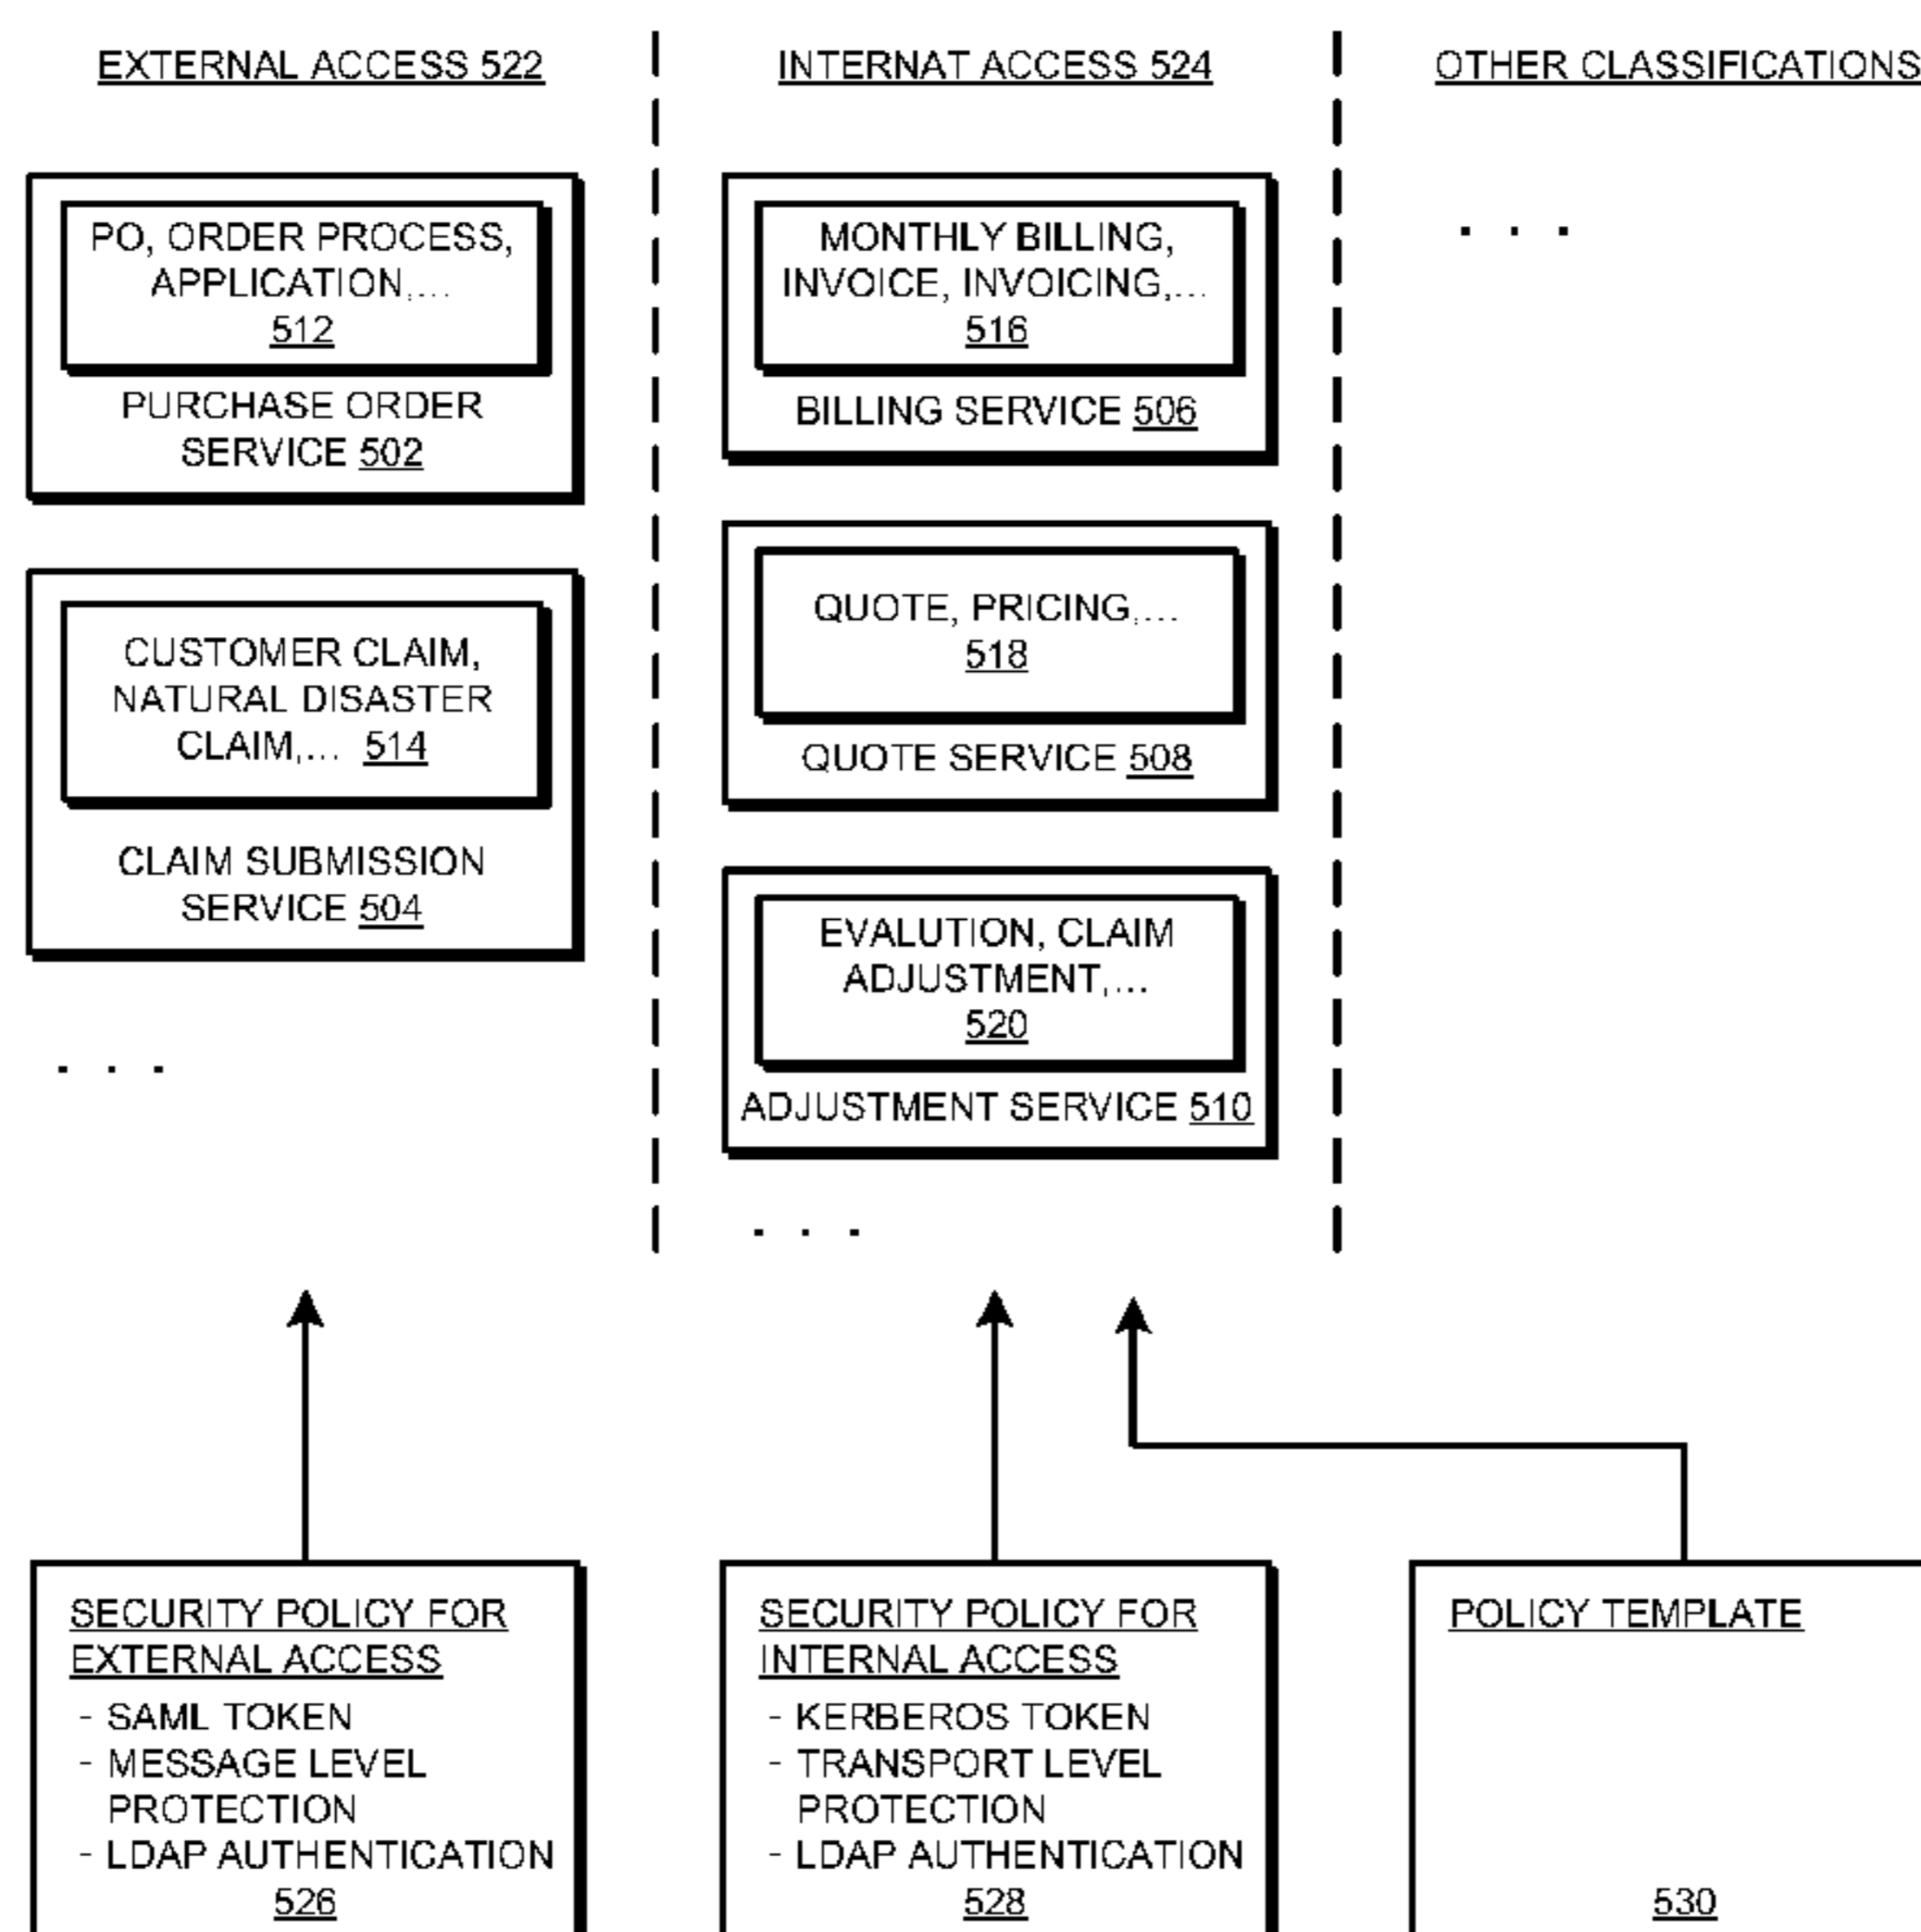 EXTERNAL ACCESS 522
INTERNAT ACCESS 524
OTHER CLASSIFICATIONS
PO, ORDER PROCESS,
APPLICATION,...
512
PURCHASE ORDER
SERVICE 502
CUSTOMER CLAIM,
NATURAL DISASTER
CLAIM,... 514
CLAIM SUBMISSION
SERVICE 504
. . .
MONTHLY BILLING,
INVOICE, INVOICING,...
516
BILLING SERVICE 506
QUOTE, PRICING,...
518
QUOTE SERVICE 508
EVALUTION, CLAIM
ADJUSTMENT,...
520
ADJUSTMENT SERVICE 510
. . .
. . .
SECURITY POLICY FOR
EXTERNAL ACCESS
- SAML TOKEN
- MESSAGE LEVEL
PROTECTION
- LDAP AUTHENTICATION
526
SECURITY POLICY FOR
INTERNAL ACCESS
- KERBEROS TOKEN
- TRANSPORT LEVEL
PROTECTION
- LDAP AUTHENTICATION
528
POLICY TEMPLATE
530